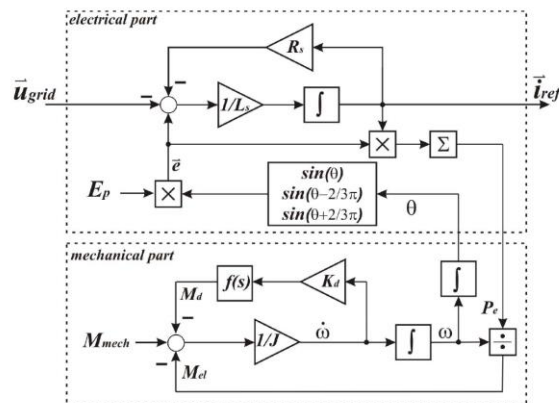 electrical part
R_s
u_grid
1/L_s
∫
i_ref
×
Σ
e
E_p
×
sin(θ)
sin(θ−2/3π)
sin(θ+2/3π)
θ
mechanical part
∫
M_d
f(s)
K_d
P_e
M_mech
1/J
ω̇
∫
ω
÷
M_el